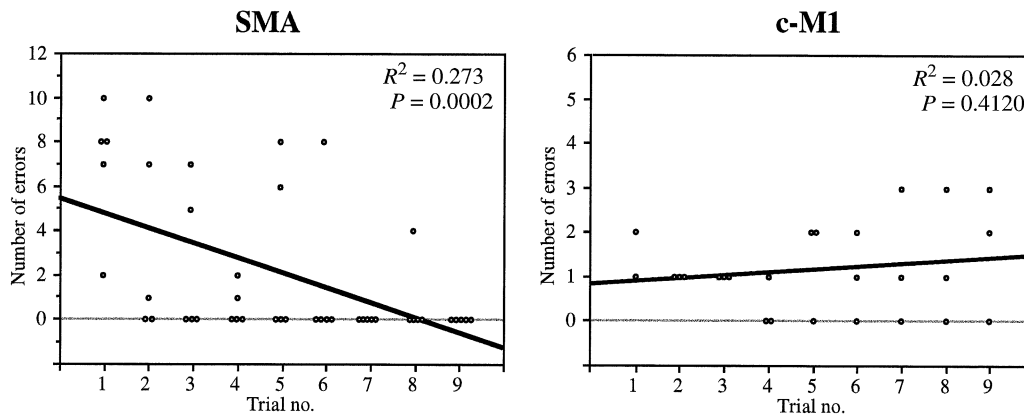 SMA
R² = 0.273
P = 0.0002
Number of errors
12
10
8
6
4
2
0
1 2 3 4 5 6 7 8 9
Trial no.
c-M1
R² = 0.028
P = 0.4120
Number of errors
6
5
4
3
2
1
0
1 2 3 4 5 6 7 8 9
Trial no.